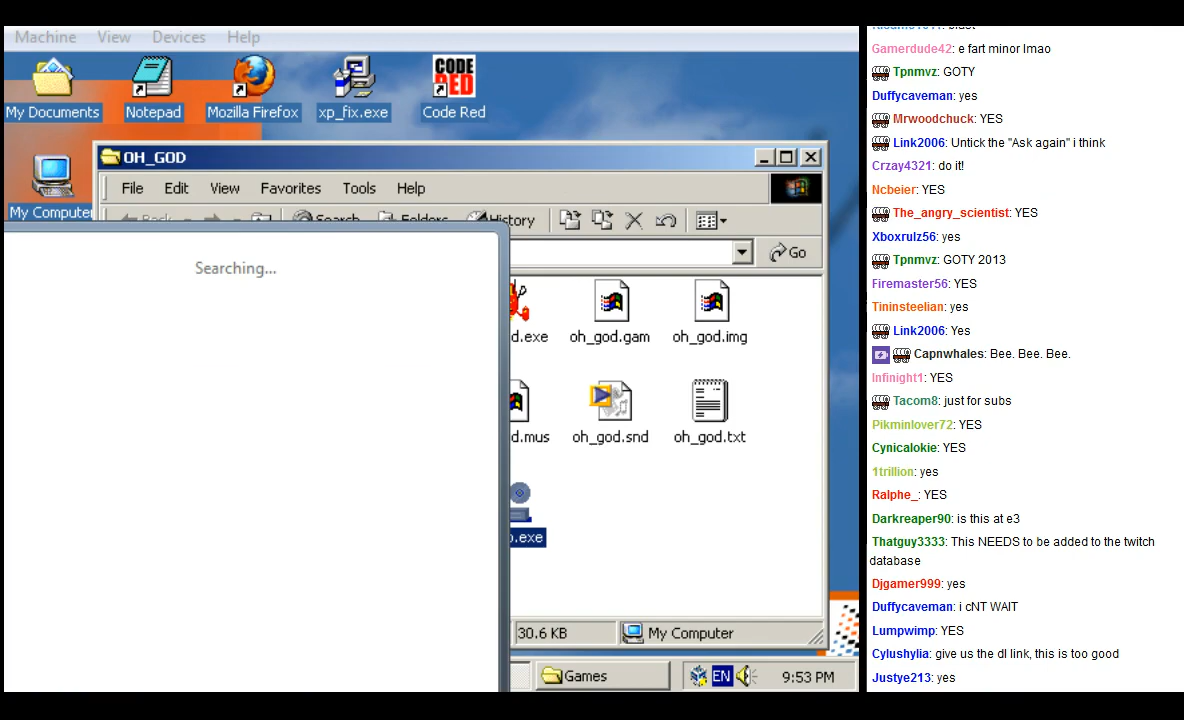 Machine View Devices Help
My Documents
Notepad
Mozilla Firefox
xp_fix.exe
CODE
RED
Code Red
My Computer
OH_GOD
File Edit View Favorites Tools Help
Search Folders History
Go
Searching...
d.exe
oh_god.gam
oh_god.img
d.mus
oh_god.snd
oh_god.txt
p.exe
30.6 KB
My Computer
Games
EN
9:53 PM
Gamerdude42: e fart minor lmao
Tpnmvz: GOTY
Duffycaveman: yes
Mrwoodchuck: YES
Link2006: Untick the "Ask again" i think
Crzay4321: do it!
Ncbeier: YES
The_angry_scientist: YES
Xboxrulz56: yes
Tpnmvz: GOTY 2013
Firemaster56: YES
Tininsteelian: yes
Link2006: Yes
Capnwhales: Bee. Bee. Bee.
Infinight1: YES
Tacom8: just for subs
Pikminlover72: YES
Cynicalokie: YES
1trillion: yes
Ralphe_: YES
Darkreaper90: is this at e3
Thatguy3333: This NEEDS to be added to the twitch
database
Djgamer999: yes
Duffycaveman: i cNT WAIT
Lumpwimp: YES
Cylushylia: give us the dl link, this is too good
Justye213: yes